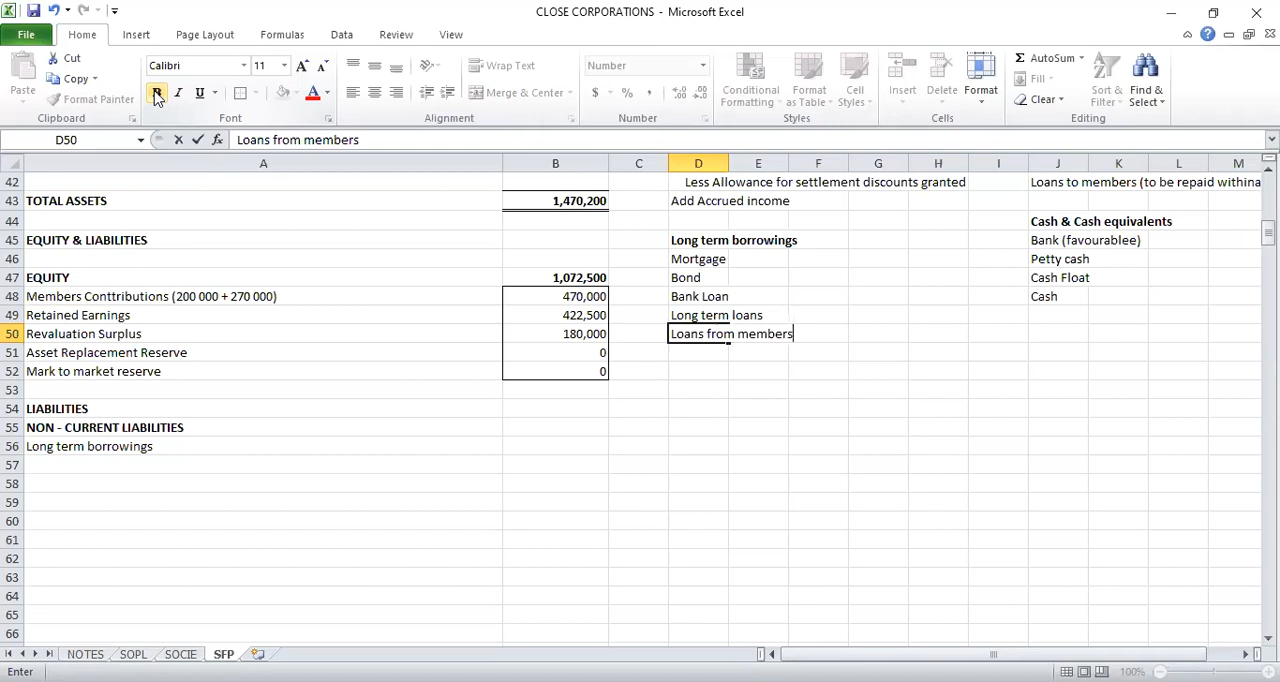 CLOSE CORPORATIONS - Microsoft Excel
File Home Insert Page Layout Formulas Data Review View
Paste
Cut
Copy
Format Painter
Calibri 11
B I U A
Wrap Text
Merge & Center
Number
$ % ,
Conditional Formatting
Format as Table
Cell Styles
Insert
Delete
Format
Σ AutoSum
Fill
Clear
Sort & Filter
Find & Select
Clipboard Font Alignment Number Styles Cells Editing
D50 fx Loans from members
A B C D E F G H I J K L M
42 Less Allowance for settlement discounts granted Loans to members (to be repaid withina
43 TOTAL ASSETS 1,470,200 Add Accrued income
44 Cash & Cash equivalents
45 EQUITY & LIABILITIES Long term borrowings Bank (favourablee)
46 Mortgage Petty cash
47 EQUITY 1,072,500 Bond Cash Float
48 Members Conttributions (200 000 + 270 000) 470,000 Bank Loan Cash
49 Retained Earnings 422,500 Long term loans
50 Revaluation Surplus 180,000 Loans from members
51 Asset Replacement Reserve 0
52 Mark to market reserve 0
53
54 LIABILITIES
55 NON - CURRENT LIABILITIES
56 Long term borrowings
57
58
59
60
61
62
63
64
65
66
NOTES SOPL SOCIE SFP
Enter 100%